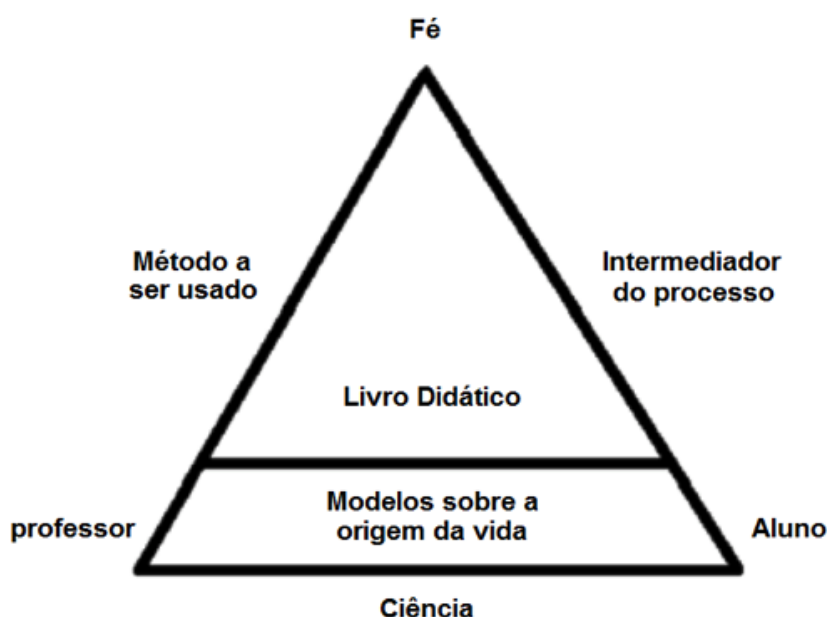 Fé
Método a
ser usado
Intermediador
do processo
Livro Didático
Modelos sobre a
origem da vida
professor
Aluno
Ciência